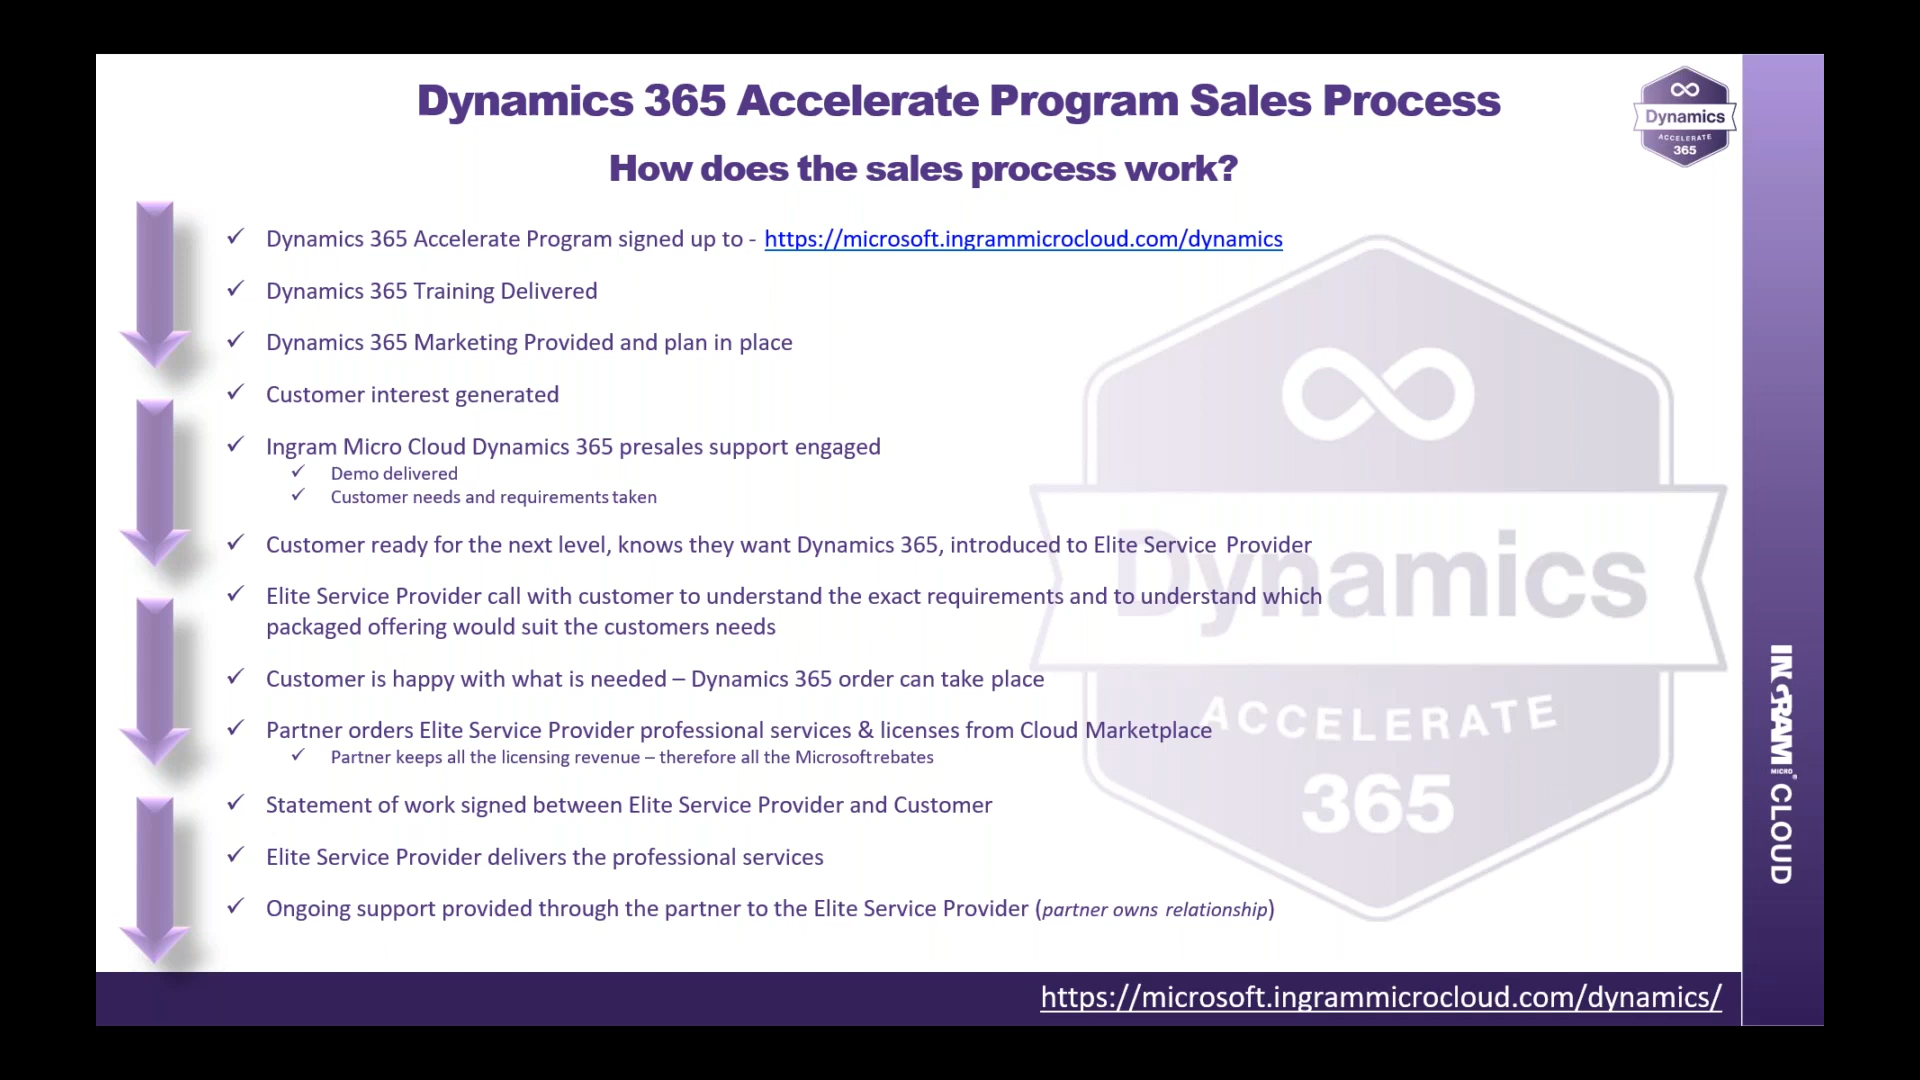 Dynamics 365 Accelerate Program Sales Process
How does the sales process work?
∞
Dynamics
ACCELERATE
365
✓ Dynamics 365 Accelerate Program signed up to - https://microsoft.ingrammicrocloud.com/dynamics
✓ Dynamics 365 Training Delivered
✓ Dynamics 365 Marketing Provided and plan in place
✓ Customer interest generated
✓ Ingram Micro Cloud Dynamics 365 presales support engaged
✓ Demo delivered
✓ Customer needs and requirements taken
✓ Customer ready for the next level, knows they want Dynamics 365, introduced to Elite Service Provider
✓ Elite Service Provider call with customer to understand the exact requirements and to understand which
packaged offering would suit the customers needs
✓ Customer is happy with what is needed – Dynamics 365 order can take place
✓ Partner orders Elite Service Provider professional services & licenses from Cloud Marketplace
✓ Partner keeps all the licensing revenue – therefore all the Microsoft rebates
✓ Statement of work signed between Elite Service Provider and Customer
✓ Elite Service Provider delivers the professional services
✓ Ongoing support provided through the partner to the Elite Service Provider (partner owns relationship)
∞
Dynamics
ACCELERATE
365
INGRAM MICRO® CLOUD
https://microsoft.ingrammicrocloud.com/dynamics/